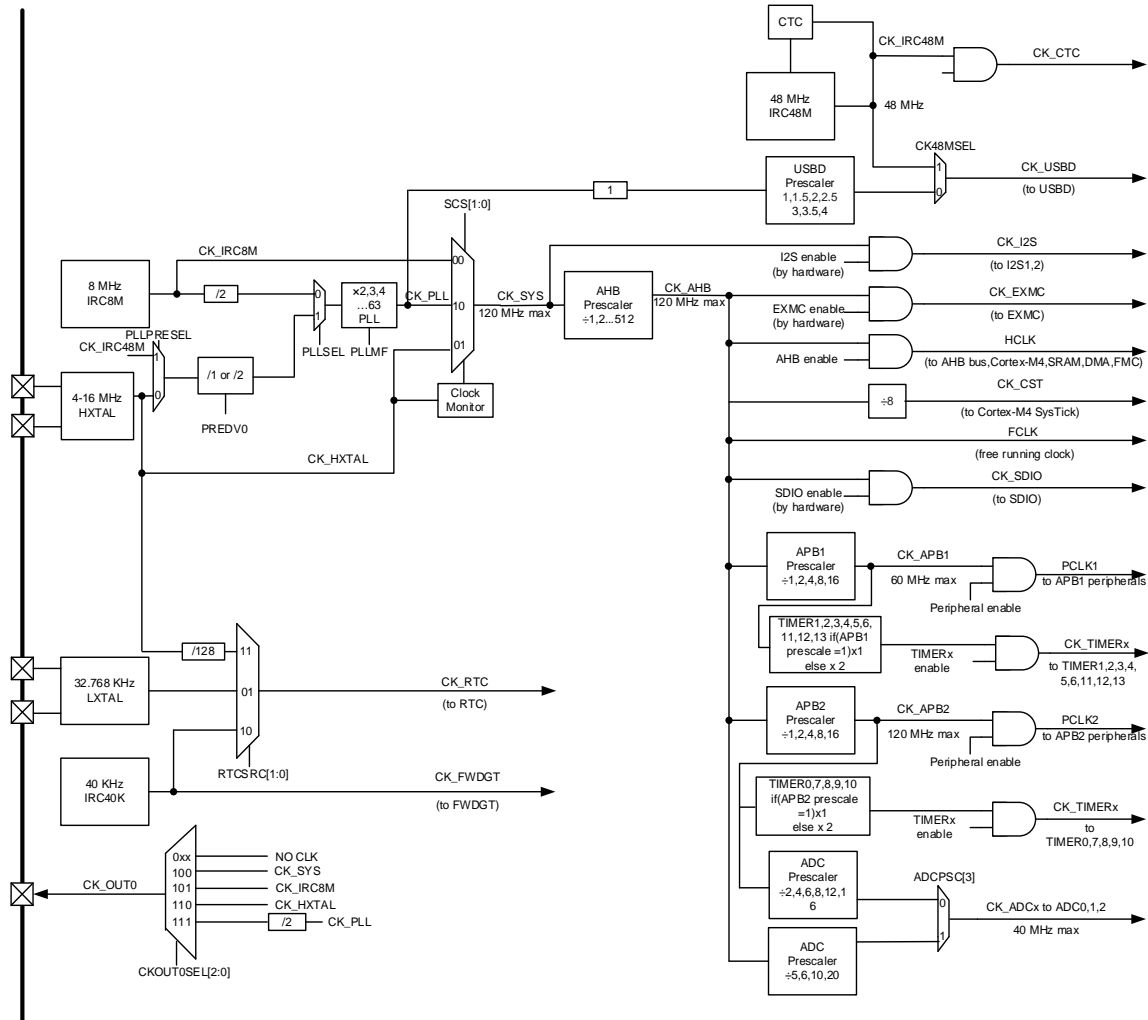 CTC
CK_IRC48M
CK_CTC
48 MHz
IRC48M
48 MHz
CK48MSEL
USBD
Prescaler
1,1.5,2,2.5
3,3.5,4
1
0
CK_USBD
(to USBD)
1
SCS[1:0]
CK_IRC8M
8 MHz
IRC8M
/2
0
1
PLLSEL
×2,3,4
…63
PLL
PLLMF
CK_PLL
00
10
01
CK_SYS
120 MHz max
AHB
Prescaler
÷1,2...512
CK_AHB
120 MHz max
I2S enable
(by hardware)
CK_I2S
(to I2S1,2)
EXMC enable
(by hardware)
CK_EXMC
(to EXMC)
AHB enable
HCLK
(to AHB bus,Cortex-M4,SRAM,DMA,FMC)
÷8
CK_CST
(to Cortex-M4 SysTick)
FCLK
(free running clock)
SDIO enable
(by hardware)
CK_SDIO
(to SDIO)
PLLPRESEL
CK_IRC48M
1
0
4-16 MHz
HXTAL
/1 or /2
PREDV0
Clock
Monitor
CK_HXTAL
APB1
Prescaler
÷1,2,4,8,16
CK_APB1
60 MHz max
Peripheral enable
PCLK1
to APB1 peripherals
TIMER1,2,3,4,5,6,
11,12,13 if(APB1
prescale =1)x1
else x 2
TIMERx
enable
CK_TIMERx
to TIMER1,2,3,4,
5,6,11,12,13
/128
11
01
10
32.768 KHz
LXTAL
CK_RTC
(to RTC)
RTCSRC[1:0]
40 KHz
IRC40K
CK_FWDGT
(to FWDGT)
APB2
Prescaler
÷1,2,4,8,16
CK_APB2
120 MHz max
Peripheral enable
PCLK2
to APB2 peripherals
TIMER0,7,8,9,10
if(APB2 prescale
=1)x1
else x 2
TIMERx
enable
CK_TIMERx
to
TIMER0,7,8,9,10
CK_OUT0
0xx
NO CLK
100
CK_SYS
101
CK_IRC8M
110
CK_HXTAL
111
/2
CK_PLL
CKOUT0SEL[2:0]
ADC
Prescaler
÷2,4,6,8,12,1
6
ADCPSC[3]
0
1
CK_ADCx to ADC0,1,2
40 MHz max
ADC
Prescaler
÷5,6,10,20